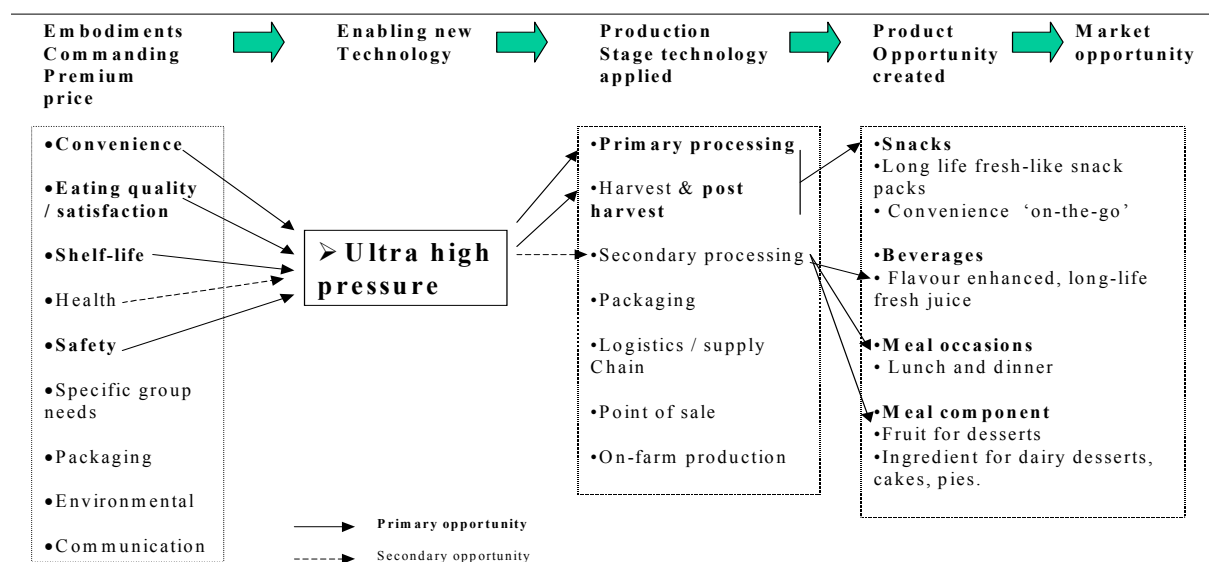 Embodiments
Commanding
Premium
price
Enabling new
Technology
Production
Stage technology
applied
Product
Opportunity
created
Market
opportunity
•Convenience
•Eating quality
/ satisfaction
•Shelf-life
•Health
•Safety
•Specific group
needs
•Packaging
•Environmental
•Communication
➢ Ultra high
pressure
•Primary processing
•Harvest & post
harvest
•Secondary processing
•Packaging
•Logistics / supply
Chain
•Point of sale
•On-farm production
•Snacks
•Long life fresh-like snack
packs
• Convenience ‘on-the-go’
•Beverages
• Flavour enhanced, long-life
fresh juice
•Meal occasions
• Lunch and dinner
•Meal component
•Fruit for desserts
•Ingredient for dairy desserts,
cakes, pies.
Primary opportunity
Secondary opportunity